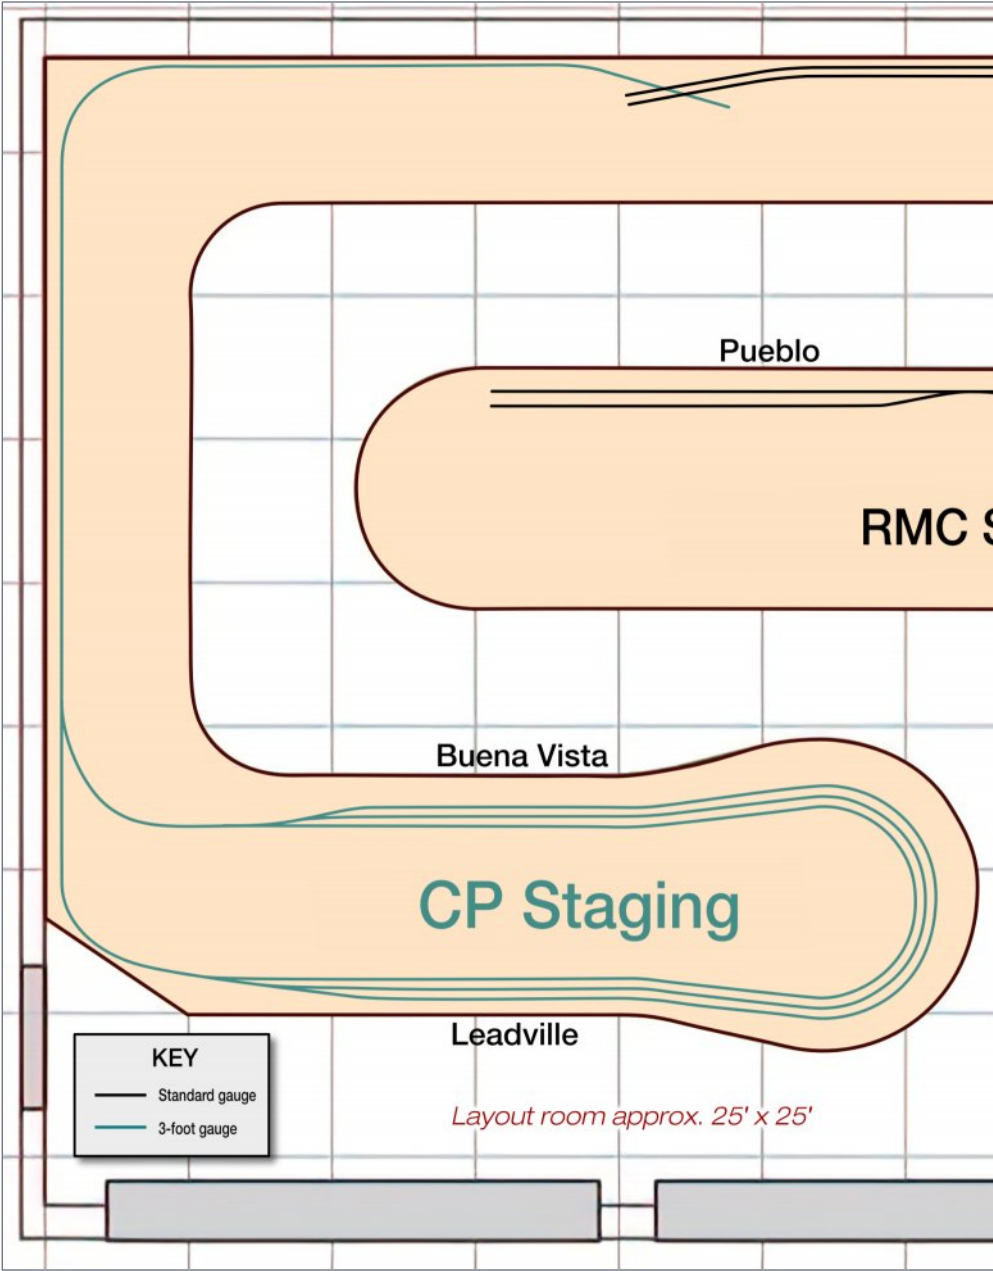 Pueblo
RMC S
Buena Vista
CP Staging
Leadville
KEY
Standard gauge
3-foot gauge
Layout room approx. 25' x 25'